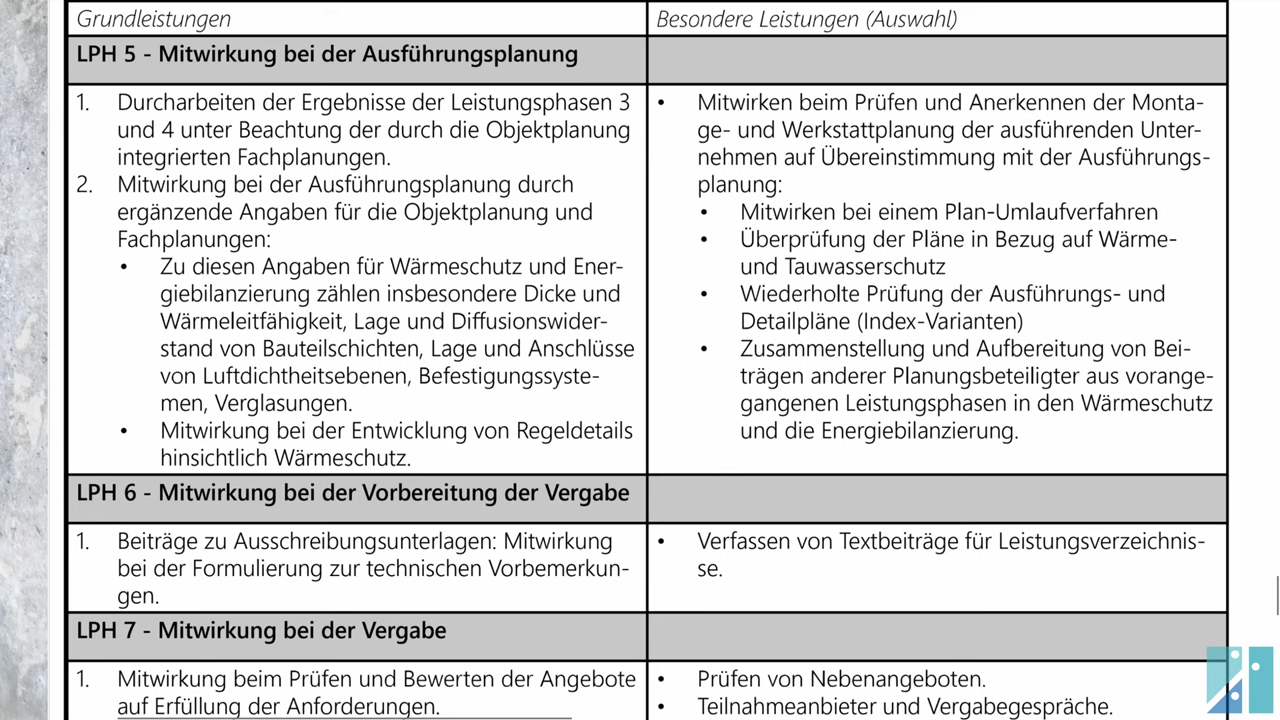 Grundleistungen
Besondere Leistungen (Auswahl)
LPH 5 - Mitwirkung bei der Ausführungsplanung
1. Durcharbeiten der Ergebnisse der Leistungsphasen 3
und 4 unter Beachtung der durch die Objektplanung
integrierten Fachplanungen.
2. Mitwirkung bei der Ausführungsplanung durch
ergänzende Angaben für die Objektplanung und
Fachplanungen:
• Zu diesen Angaben für Wärmeschutz und Ener-
giebilanzierung zählen insbesondere Dicke und
Wärmeleitfähigkeit, Lage und Diffusionswider-
stand von Bauteilschichten, Lage und Anschlüsse
von Luftdichtheitsebenen, Befestigungssyste-
men, Verglasungen.
• Mitwirkung bei der Entwicklung von Regeldetails
hinsichtlich Wärmeschutz.
• Mitwirken beim Prüfen und Anerkennen der Monta-
ge- und Werkstattplanung der ausführenden Unter-
nehmen auf Übereinstimmung mit der Ausführungs-
planung:
• Mitwirken bei einem Plan-Umlaufverfahren
• Überprüfung der Pläne in Bezug auf Wärme-
und Tauwasserschutz
• Wiederholte Prüfung der Ausführungs- und
Detailpläne (Index-Varianten)
• Zusammenstellung und Aufbereitung von Bei-
trägen anderer Planungsbeteiligter aus vorange-
gangenen Leistungsphasen in den Wärmeschutz
und die Energiebilanzierung.
LPH 6 - Mitwirkung bei der Vorbereitung der Vergabe
1. Beiträge zu Ausschreibungsunterlagen: Mitwirkung
bei der Formulierung zur technischen Vorbemerkun-
gen.
• Verfassen von Textbeiträge für Leistungsverzeichnis-
se.
LPH 7 - Mitwirkung bei der Vergabe
1. Mitwirkung beim Prüfen und Bewerten der Angebote
auf Erfüllung der Anforderungen.
• Prüfen von Nebenangeboten.
• Teilnahmeanbieter und Vergabegespräche.